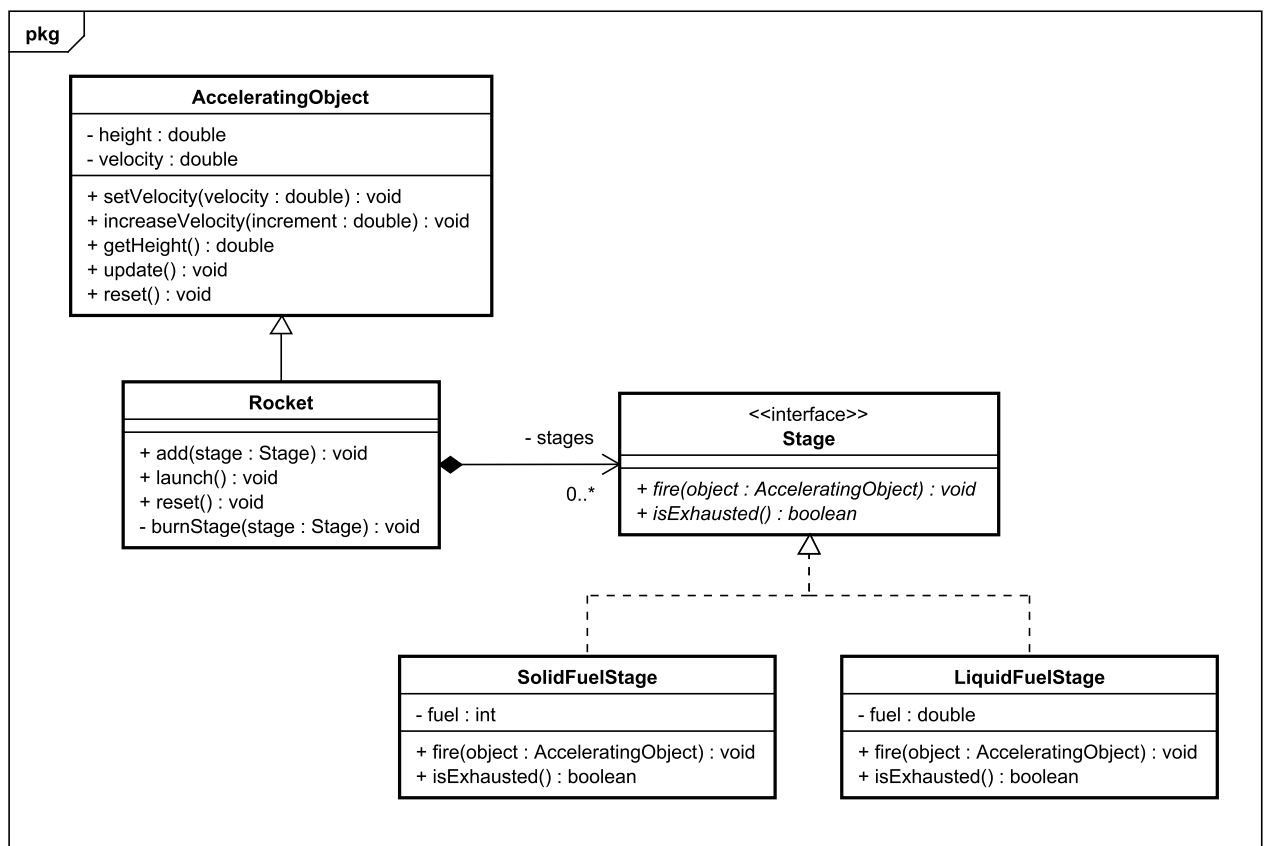 pkg
AcceleratingObject
- height : double
- velocity : double
+ setVelocity(velocity : double) : void
+ increaseVelocity(increment : double) : void
+ getHeight() : double
+ update() : void
+ reset() : void
Rocket
+ add(stage : Stage) : void
+ launch() : void
+ reset() : void
- burnStage(stage : Stage) : void
- stages
0..*
<<interface>>
Stage
+ fire(object : AcceleratingObject) : void
+ isExhausted() : boolean
SolidFuelStage
- fuel : int
+ fire(object : AcceleratingObject) : void
+ isExhausted() : boolean
LiquidFuelStage
- fuel : double
+ fire(object : AcceleratingObject) : void
+ isExhausted() : boolean